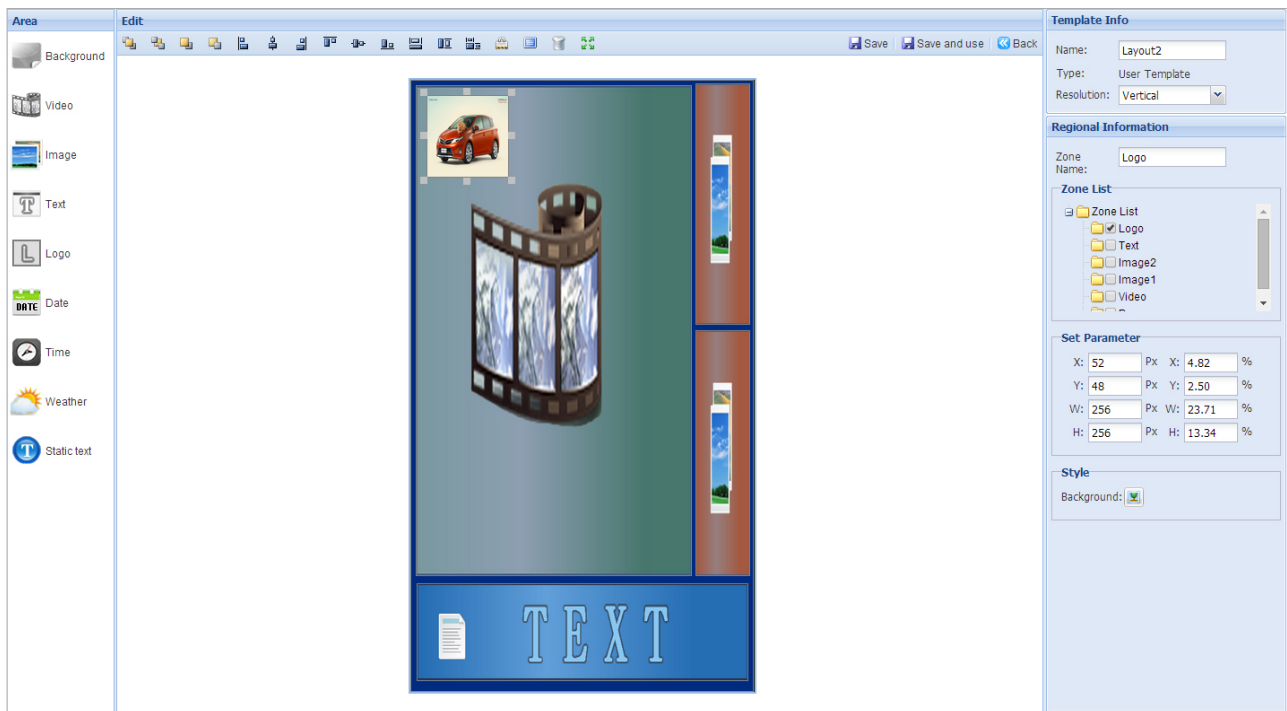 Area
Background
Video
Image
Text
Logo
DATE
Date
Time
Weather
Static text
Edit
Save
Save and use
Back
TEXT
Template Info
Name: Layout2
Type: User Template
Resolution: Vertical
Regional Information
Zone Name: Logo
Zone List
Zone List
Logo
Text
Image2
Image1
Video
Set Parameter
X: 52 Px X: 4.82 %
Y: 48 Px Y: 2.50 %
W: 256 Px W: 23.71 %
H: 256 Px H: 13.34 %
Style
Background: